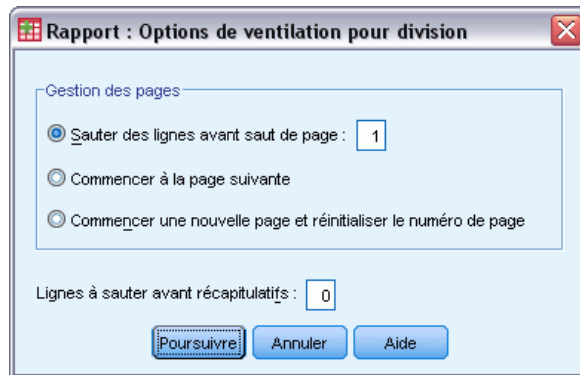 Rapport : Options de ventilation pour division
Gestion des pages
Sauter des lignes avant saut de page : 1
Commencer à la page suivante
Commencer une nouvelle page et réinitialiser le numéro de page
Lignes à sauter avant récapitulatifs : 0
Poursuivre Annuler Aide